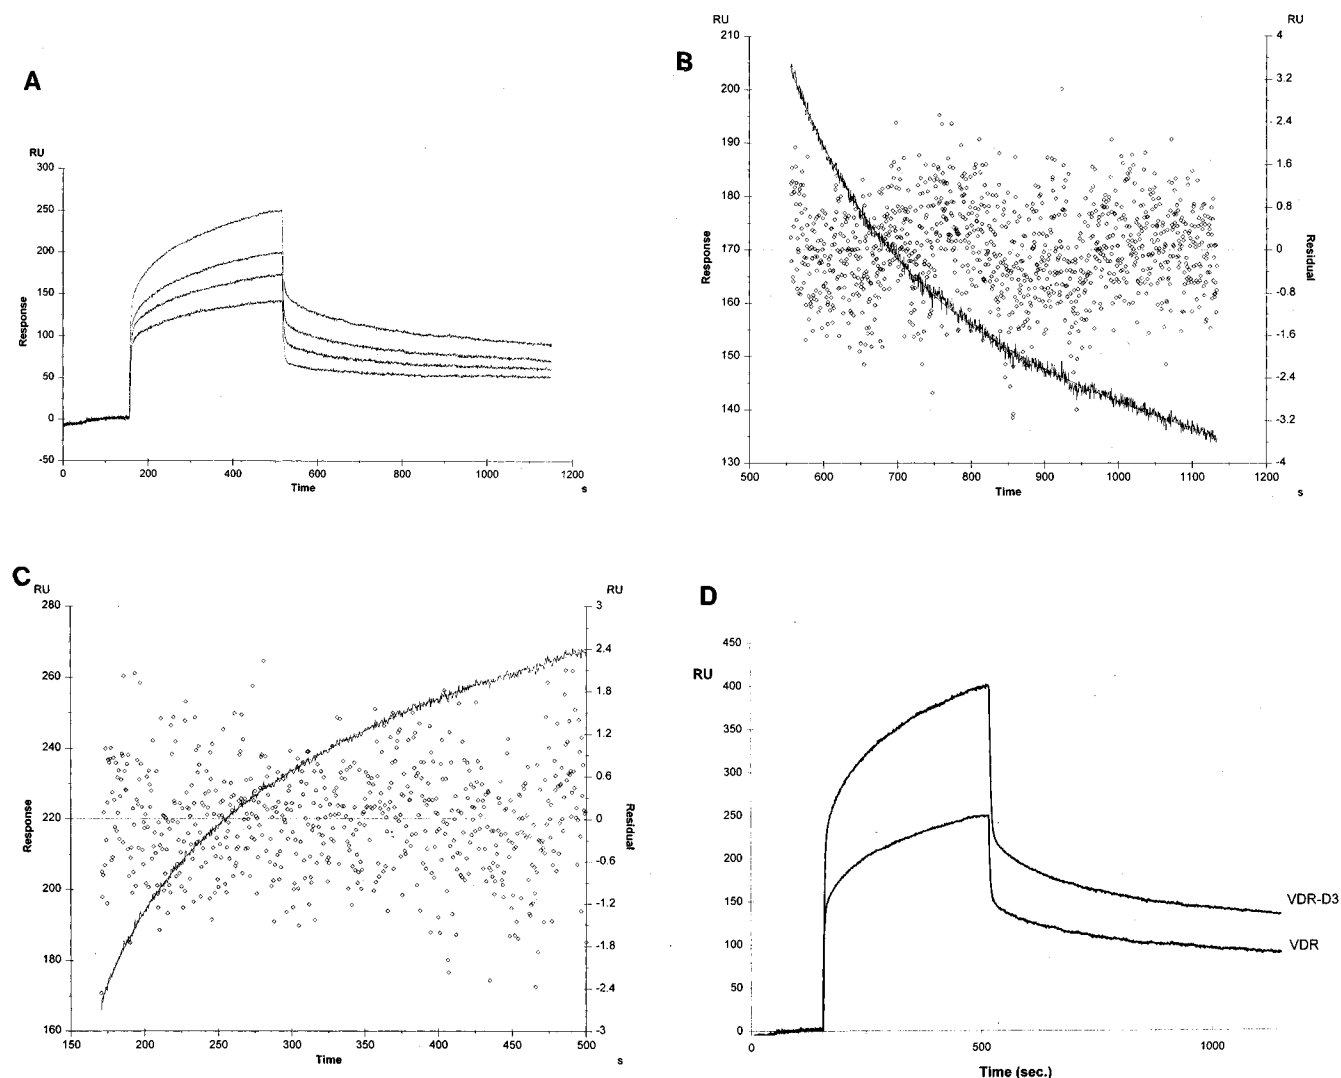 A
RU
300
250
200
150
100
50
0
-50
Response
0 200 400 600 800 1000 1200
Time
s
B
RU RU
210
200
190
180
170
160
150
140
130
Response
4
3.2
2.4
1.6
0.8
0
-0.8
-1.6
-2.4
-3.2
-4
Residual
500 600 700 800 900 1000 1100 1200
Time
s
C
RU RU
280
260
240
220
200
180
160
Response
3
2.4
1.8
1.2
0.6
0
-0.6
-1.2
-1.8
-2.4
-3
Residual
150 200 250 300 350 400 450 500
Time
s
D
RU
450
400
350
300
250
200
150
100
50
0
VDR-D3
VDR
0 500 1000
Time (sec.)